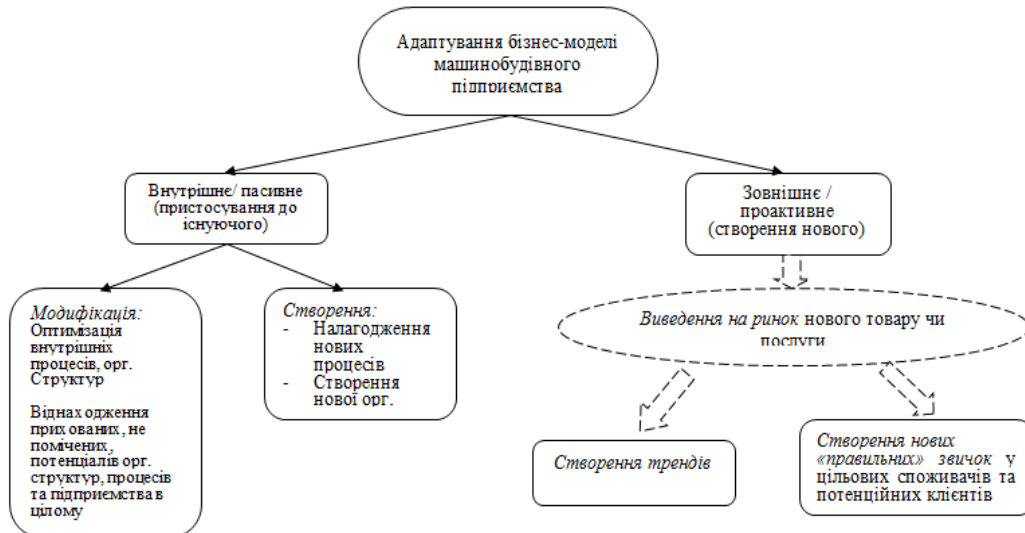 Адаптування бізнес-моделі
машинобудівного
підприємства
Внутрішнє/ пасивне
(пристосування до
існуючого)
Зовнішнє /
проактивне
(створення нового)
Модифікація:
Оптимізація
внутрішніх
процесів, орг.
Структур
Віднаходження
прихованих, не
помічених,
потенціалів орг.
структур, процесів
та підприємства в
цілому
Створення:
- Налагодження
нових
процесів
- Створення
нової орг.
Виведення на ринок нового товару чи
послуги
Створення трендів
Створення нових
«правильних» звичок у
цільових споживачів та
потенційних клієнтів